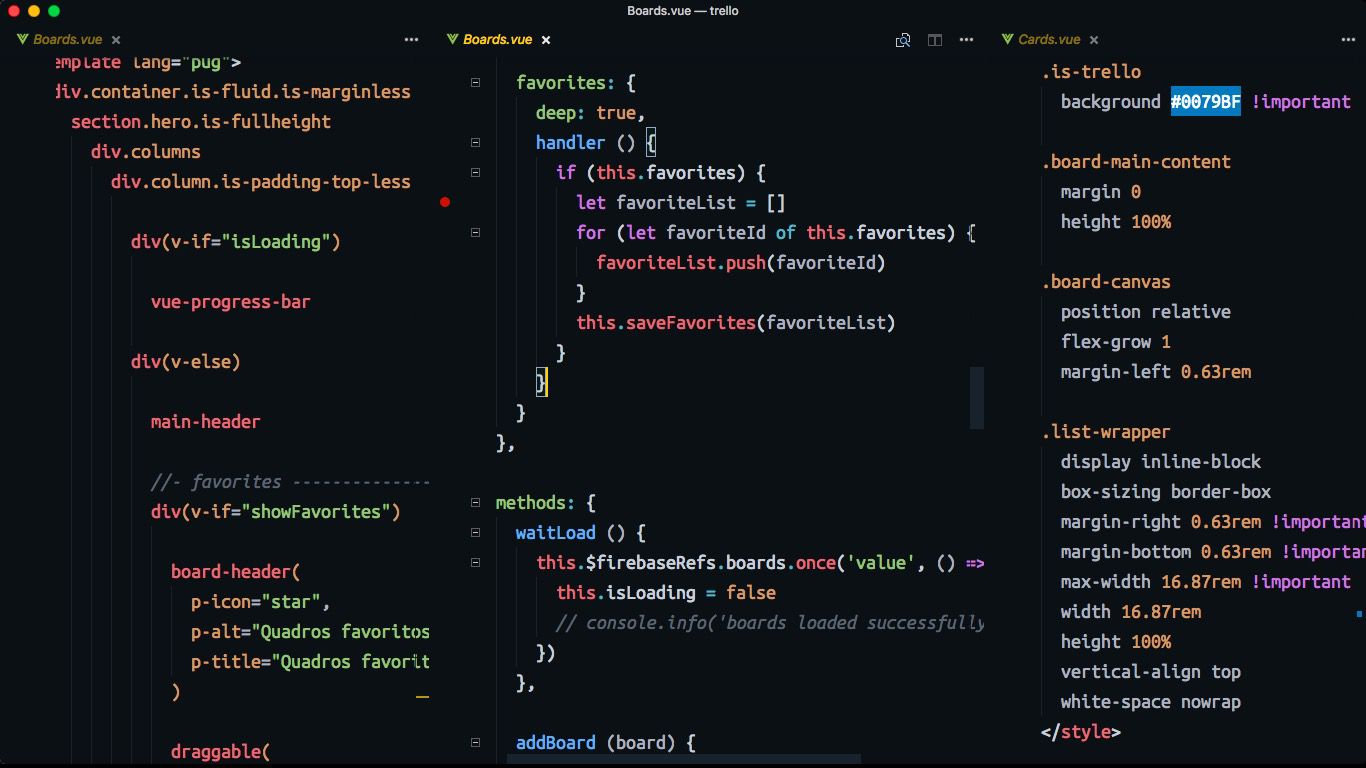 Boards.vue — trello
Boards.vue
emplate lang="pug">
div.container.is-fluid.is-marginless
section.hero.is-fullheight
div.columns
div.column.is-padding-top-less
div(v-if="isLoading")
vue-progress-bar
div(v-else)
main-header
//- favorites --------------
div(v-if="showFavorites")
board-header(
p-icon="star",
p-alt="Quadros favoritos
p-title="Quadros favorit
)
draggable(
Boards.vue
favorites: {
deep: true,
handler () {
if (this.favorites) {
let favoriteList = []
for (let favoriteId of this.favorites) {
favoriteList.push(favoriteId)
}
this.saveFavorites(favoriteList)
}
}
}
},
methods: {
waitLoad () {
this.$firebaseRefs.boards.once('value', () =>
this.isLoading = false
// console.info('boards loaded successfully
})
},
addBoard (board) {
Cards.vue
.is-trello
background #0079BF !important
.board-main-content
margin 0
height 100%
.board-canvas
position relative
flex-grow 1
margin-left 0.63rem
.list-wrapper
display inline-block
box-sizing border-box
margin-right 0.63rem !important
margin-bottom 0.63rem !importan
max-width 16.87rem !important
width 16.87rem
height 100%
vertical-align top
white-space nowrap
</style>